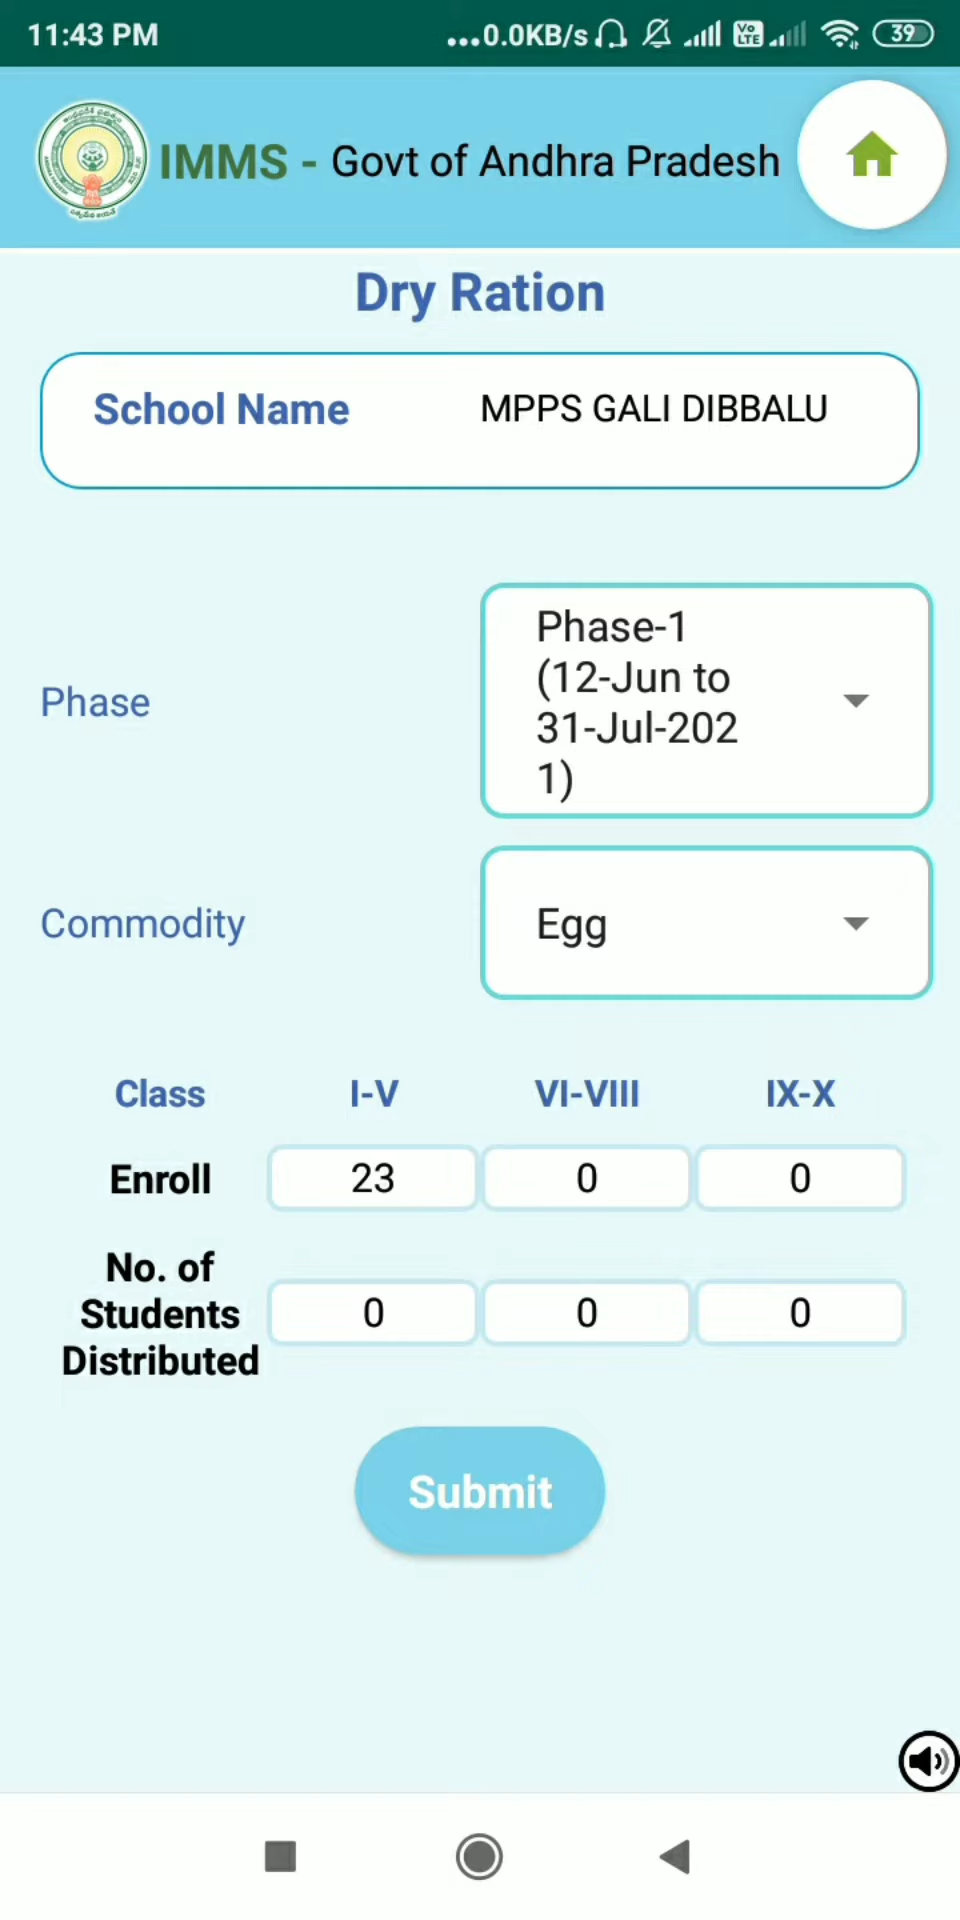 11:43 PM
...0.0KB/s Vo LTE 39
IMMS - Govt of Andhra Pradesh
Dry Ration
School Name MPPS GALI DIBBALU
Phase
Phase-1
(12-Jun to
31-Jul-202
1)
Commodity Egg
Class I-V VI-VIII IX-X
Enroll 23 0 0
No. of
Students
Distributed
0 0 0
Submit